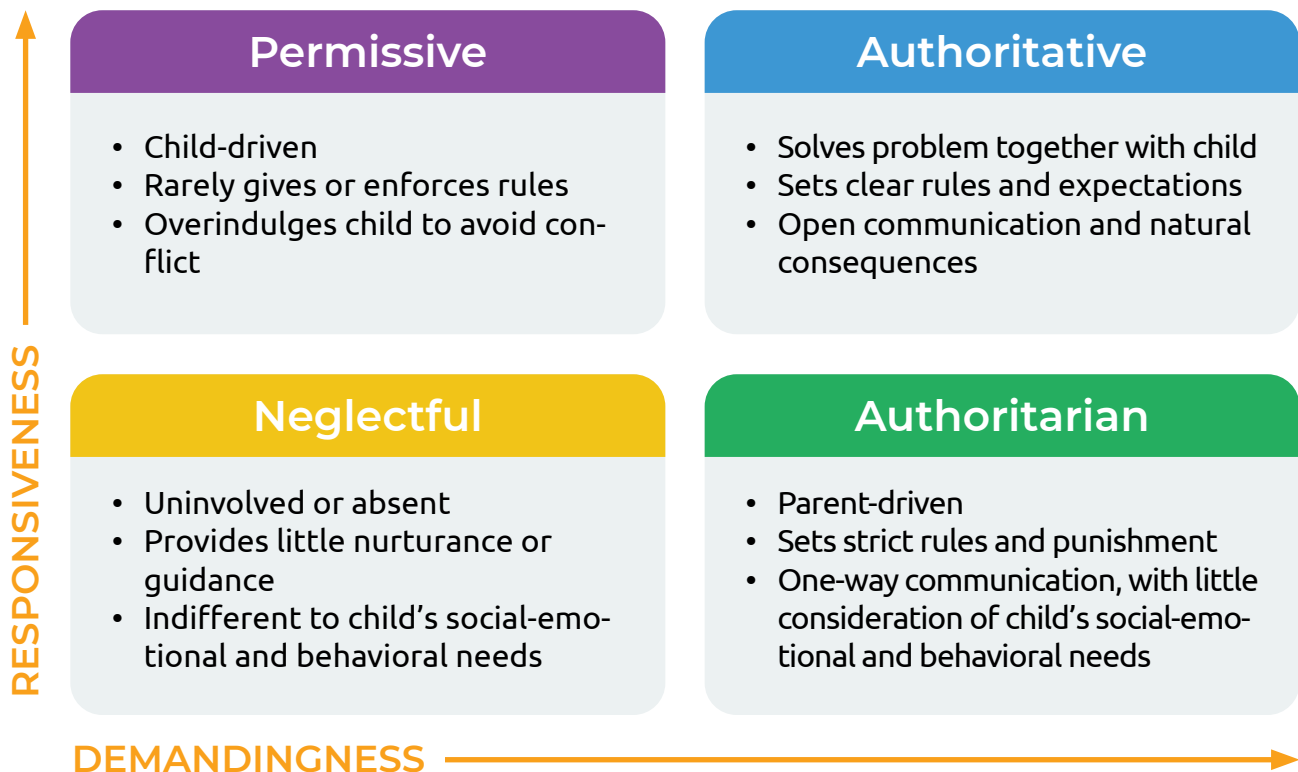 Permissive
• Child-driven
• Rarely gives or enforces rules
• Overindulges child to avoid con-
flict
Authoritative
• Solves problem together with child
• Sets clear rules and expectations
• Open communication and natural
consequences
Neglectful
• Uninvolved or absent
• Provides little nurturance or
guidance
• Indifferent to child’s social-emo-
tional and behavioral needs
Authoritarian
• Parent-driven
• Sets strict rules and punishment
• One-way communication, with little
consideration of child’s social-emo-
tional and behavioral needs
RESPONSIVENESS
DEMANDINGNESS